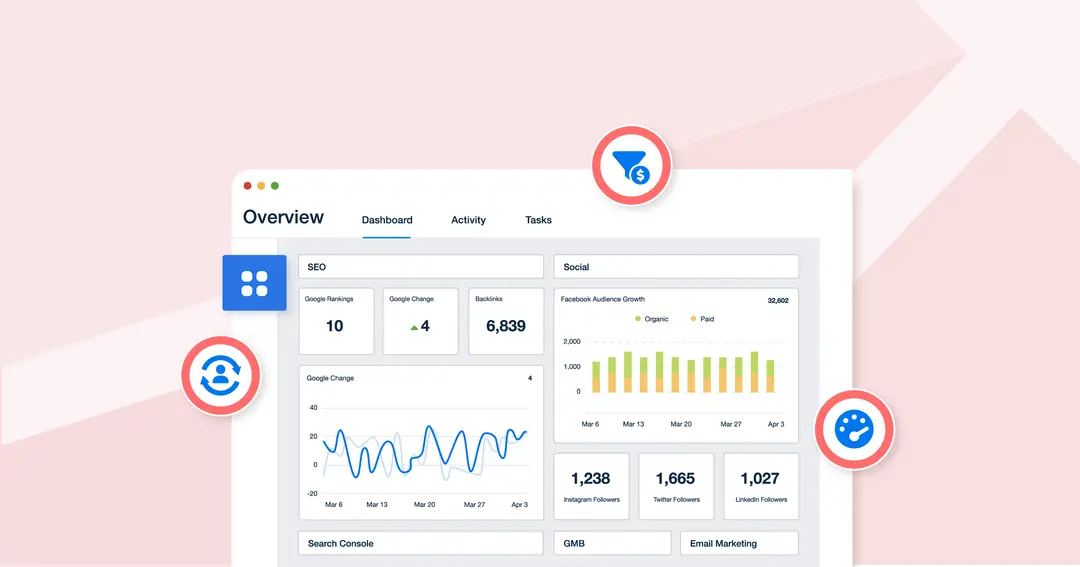 Overview
Dashboard
Activity
Tasks
SEO
Google Rankings
10
Google Change
4
Backlinks
6,839
Google Change
4
40
20
0
-20
Mar 6
Mar 13
Mar 20
Mar 27
Apr 3
Search Console
Social
Facebook Audience Growth
32,602
Organic
Paid
2,000
1,000
0
Mar 6
Mar 13
Mar 20
Mar 27
Apr 3
1,238
Instagram Followers
1,665
Twitter Followers
1,027
LinkedIn Followers
GMB
Email Marketing
$